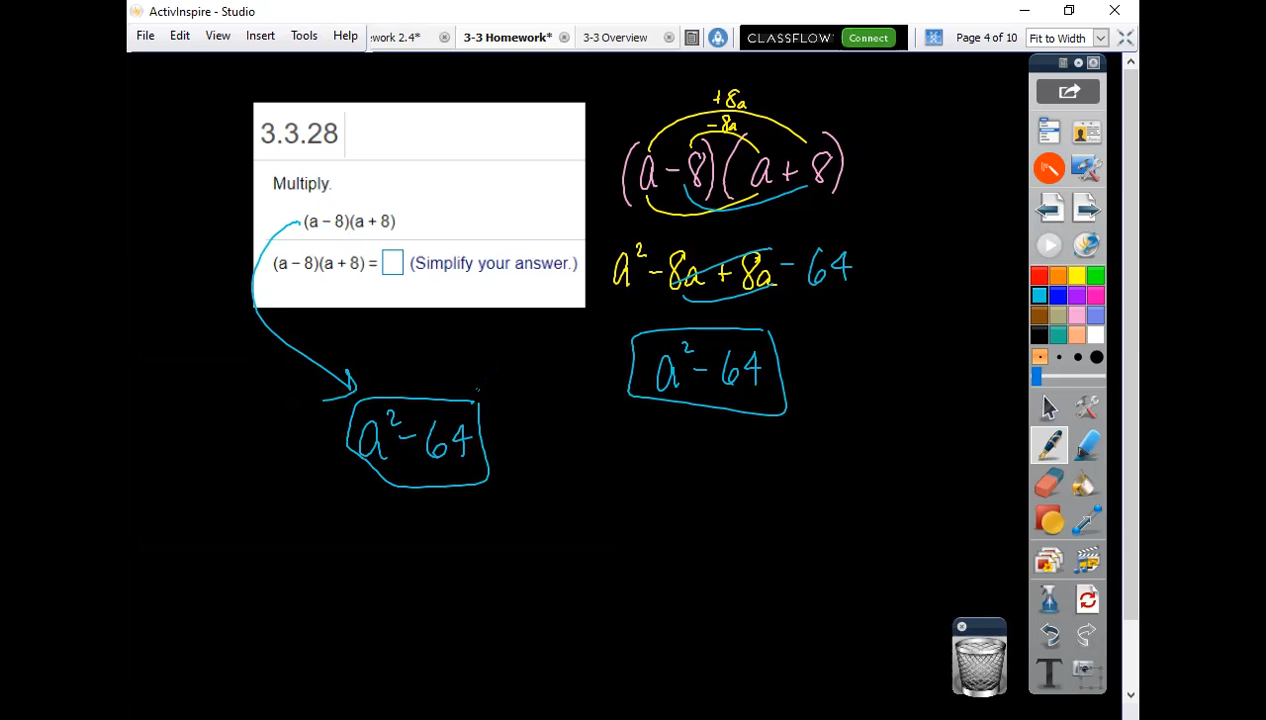 ActivInspire - Studio
File Edit View Insert Tools Help
ework 2.4* 3-3 Homework* 3-3 Overview CLASSFLOW Connect Page 4 of 10 Fit to Width
3.3.28
Multiply.
(a − 8)(a + 8)
(a − 8)(a + 8) = (Simplify your answer.)
+8a
-8a
(a - 8)(a + 8)
a² - 8a + 8a - 64
a² - 64
a² - 64